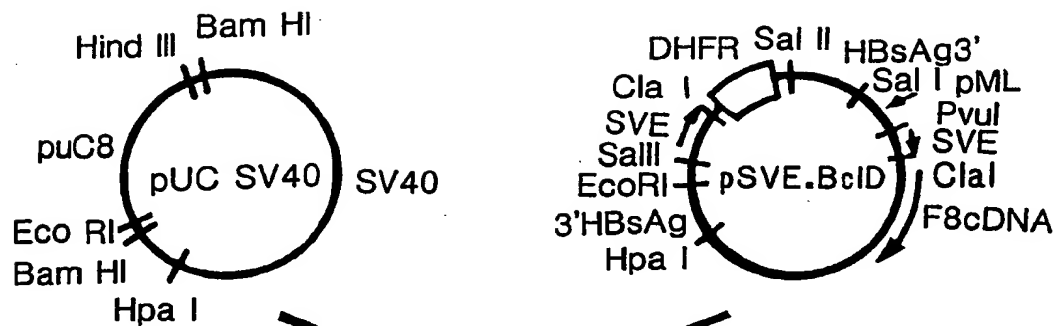 Hind III
Bam HI
puC8
pUC SV40
SV40
Eco RI
Bam HI
Hpa I
DHFR
Sal II
HBsAg3'
Cla I
Sal I pML
SVE
PvuI
SalII
SVE
EcoRI
pSVE.BclD
ClaI
3'HBsAg
F8cDNA
Hpa I